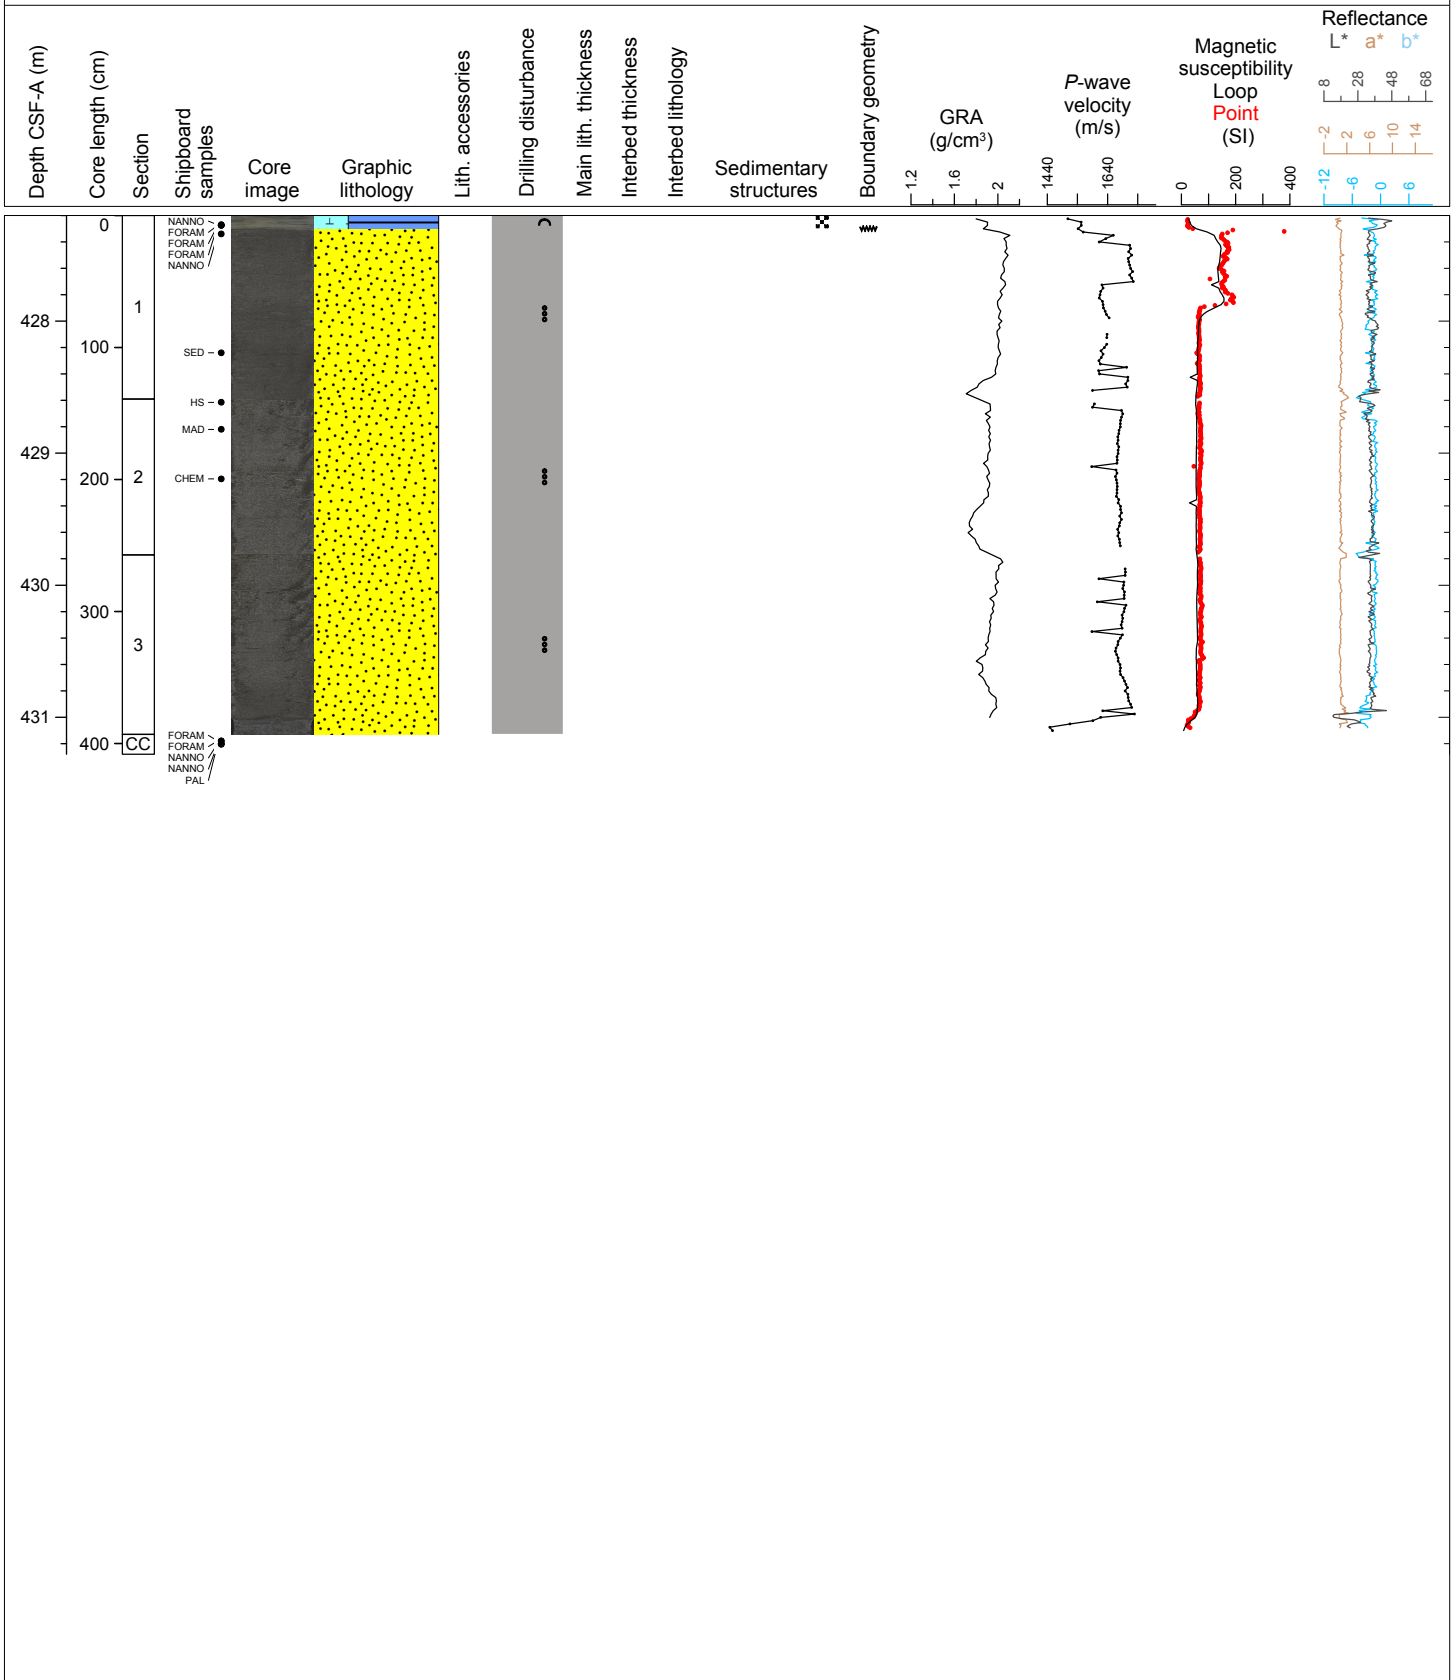 Depth CSF-A (m)
Core length (cm)
Section
Shipboard
samples
Core
image
Graphic
lithology
Lith. accessories
Drilling disturbance
Main lith. thickness
Interbed thickness
Interbed lithology
Sedimentary
structures
Boundary geometry
GRA
(g/cm³)
1.2
1.6
2
P-wave
velocity
(m/s)
1440
1640
Magnetic
susceptibility
Loop
Point
(SI)
0
200
400
Reflectance
L* a* b*
8
28
48
68
-2
2
6
10
14
-12
-6
0
6
428
429
430
431
0
100
200
300
400
1
2
3
CC
NANNO
FORAM
FORAM
FORAM
NANNO
SED
HS
MAD
CHEM
FORAM
FORAM
NANNO
NANNO
PAL